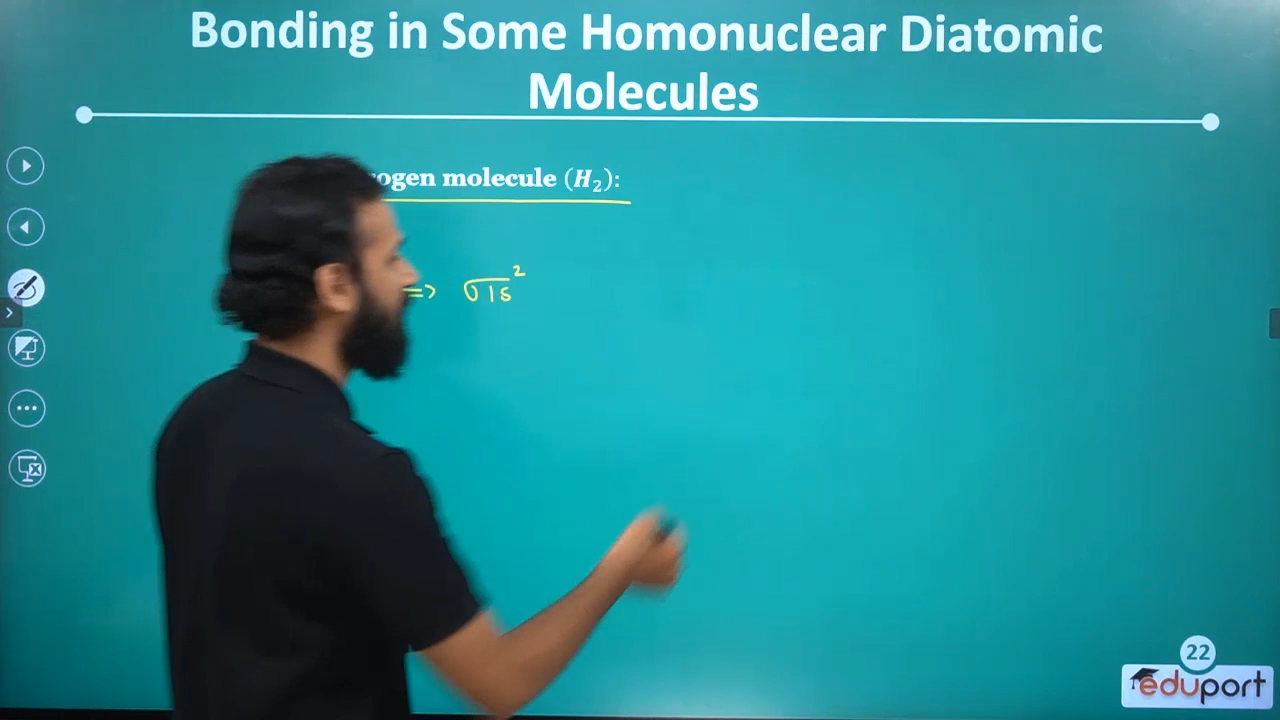 Bonding in Some Homonuclear Diatomic
Molecules
ogen molecule (H₂):
=> σ1s²
22
eduport